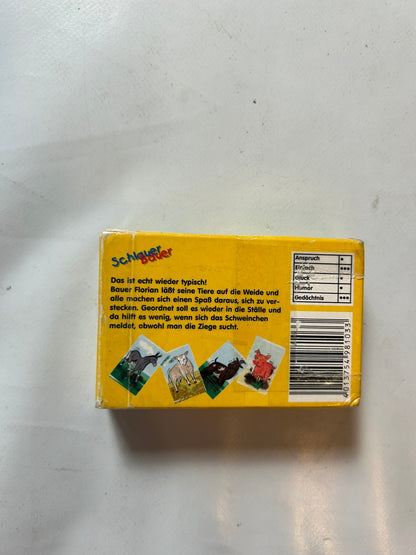 Schlauer
Bauer
Das ist echt wieder typisch!
Bauer Florian läßt seine Tiere auf die Weide und
alle machen sich einen Spaß daraus, sich zu ver-
stecken. Geordnet soll es wieder in die Ställe und
da hilft es wenig, wenn sich das Schweinchen
meldet, obwohl man die Ziege sucht.
Anspruch *
Einfach ***
Glück *
Humor *
Gedächtnis ***
4013754981033